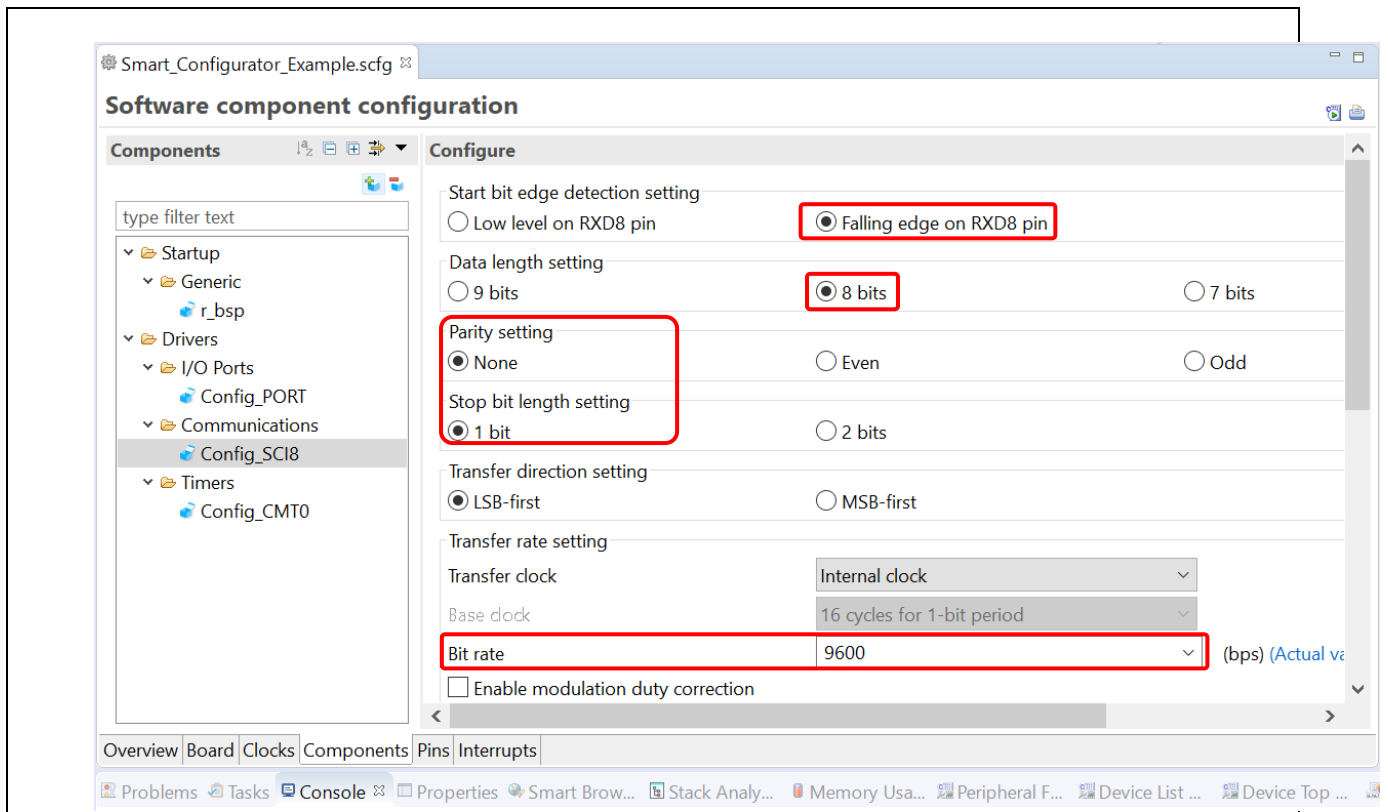 Smart_Configurator_Example.scfg
Software component configuration
Components
Configure
type filter text
Startup
Generic
r_bsp
Drivers
I/O Ports
Config_PORT
Communications
Config_SCI8
Timers
Config_CMT0
Start bit edge detection setting
Low level on RXD8 pin Falling edge on RXD8 pin
Data length setting
9 bits 8 bits 7 bits
Parity setting
None Even Odd
Stop bit length setting
1 bit 2 bits
Transfer direction setting
LSB-first MSB-first
Transfer rate setting
Transfer clock Internal clock
Base clock 16 cycles for 1-bit period
Bit rate 9600 (bps) (Actual va
Enable modulation duty correction
Overview Board Clocks Components Pins Interrupts
Problems Tasks Console Properties Smart Brow... Stack Analy... Memory Usa... Peripheral F... Device List ... Device Top ...